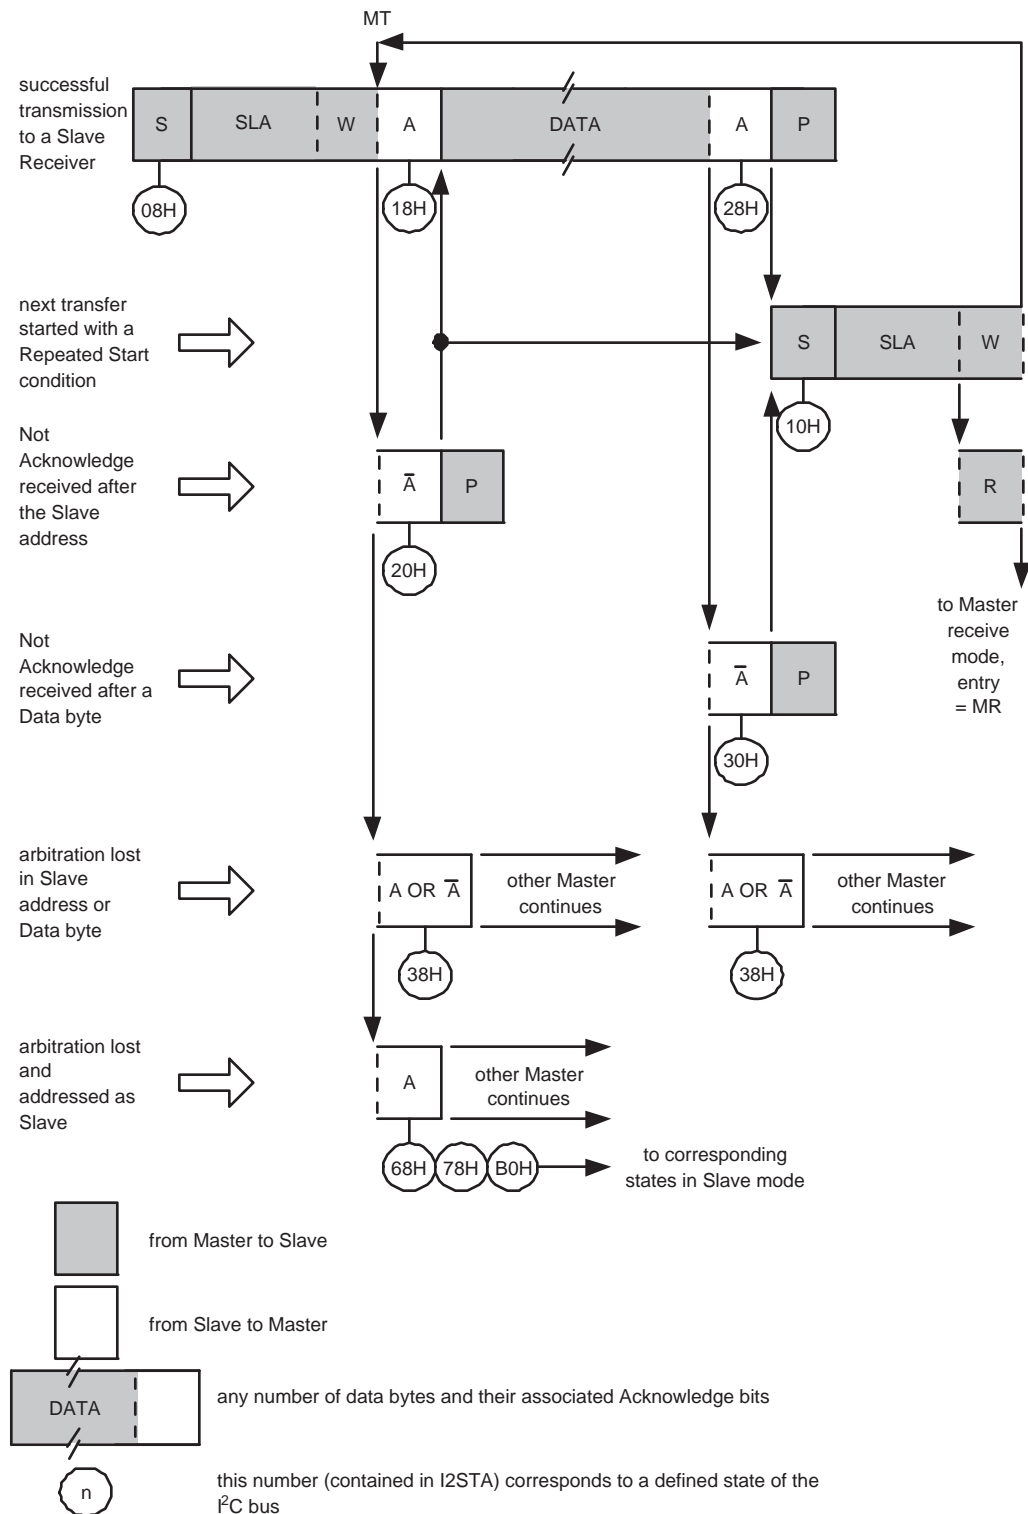 MT
successful
transmission
to a Slave
Receiver
S SLA W A DATA A P
08H 18H 28H
next transfer
started with a
Repeated Start
condition
S SLA W
10H
Not
Acknowledge
received after
the Slave
address
A̅ P
R
20H
to Master
receive
mode,
entry
= MR
Not
Acknowledge
received after a
Data byte
A̅ P
30H
arbitration lost
in Slave
address or
Data byte
A OR A̅
other Master
continues
A OR A̅
other Master
continues
38H 38H
arbitration lost
and
addressed as
Slave
A
other Master
continues
68H 78H B0H
to corresponding
states in Slave mode
from Master to Slave
from Slave to Master
DATA
any number of data bytes and their associated Acknowledge bits
n
this number (contained in I2STA) corresponds to a defined state of the
I²C bus